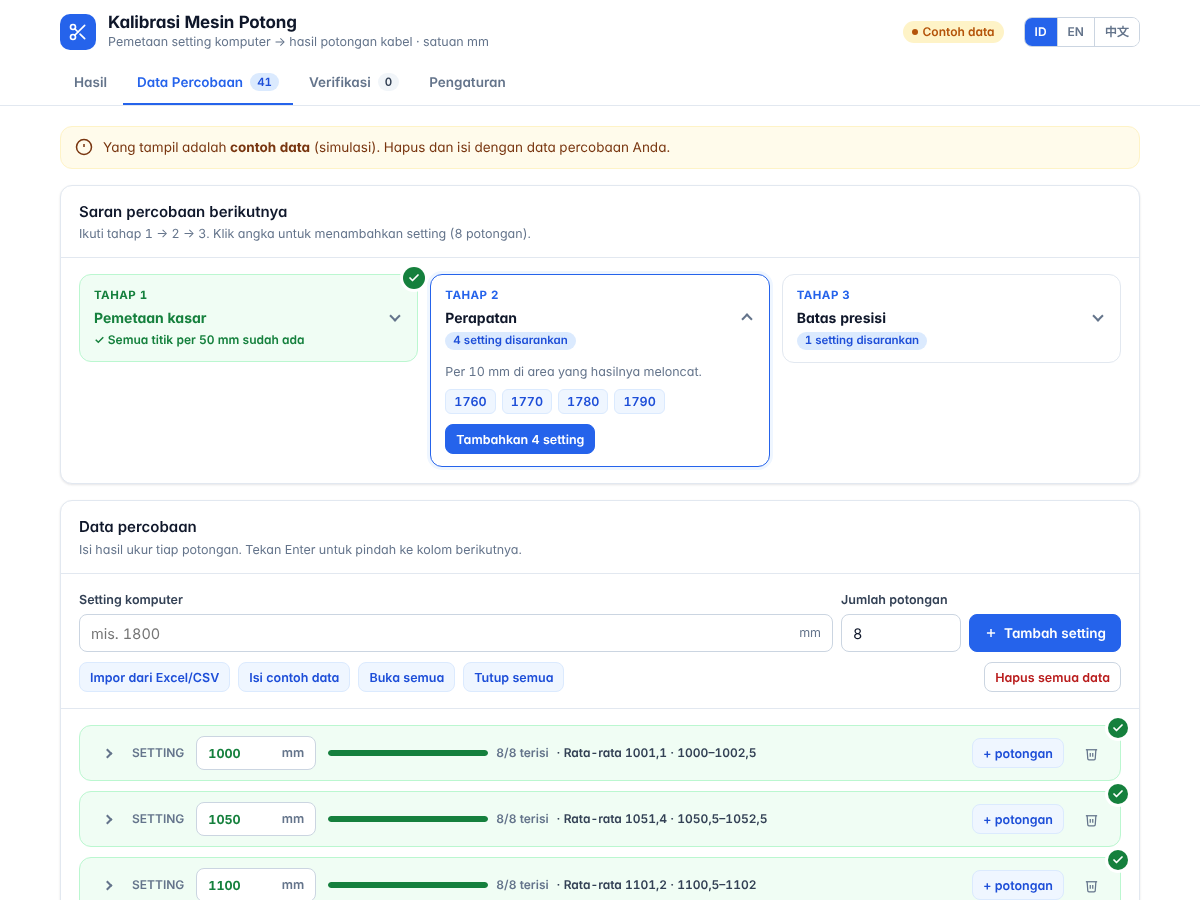 Kalibrasi Mesin Potong
Pemetaan setting komputer → hasil potongan kabel · satuan mm
Contoh data
ID EN 中文
Hasil Data Percobaan 41 Verifikasi 0 Pengaturan
Yang tampil adalah contoh data (simulasi). Hapus dan isi dengan data percobaan Anda.
Saran percobaan berikutnya
Ikuti tahap 1 → 2 → 3. Klik angka untuk menambahkan setting (8 potongan).
TAHAP 1
Pemetaan kasar
✓ Semua titik per 50 mm sudah ada
TAHAP 2
Perapatan
4 setting disarankan
Per 10 mm di area yang hasilnya meloncat.
1760 1770 1780 1790
Tambahkan 4 setting
TAHAP 3
Batas presisi
1 setting disarankan
Data percobaan
Isi hasil ukur tiap potongan. Tekan Enter untuk pindah ke kolom berikutnya.
Setting komputer Jumlah potongan
mis. 1800 mm 8 + Tambah setting
Impor dari Excel/CSV Isi contoh data Buka semua Tutup semua Hapus semua data
SETTING 1000 mm 8/8 terisi · Rata-rata 1001,1 · 1000–1002,5 + potongan
SETTING 1050 mm 8/8 terisi · Rata-rata 1051,4 · 1050,5–1052,5 + potongan
SETTING 1100 mm 8/8 terisi · Rata-rata 1101,2 · 1100,5–1102 + potongan